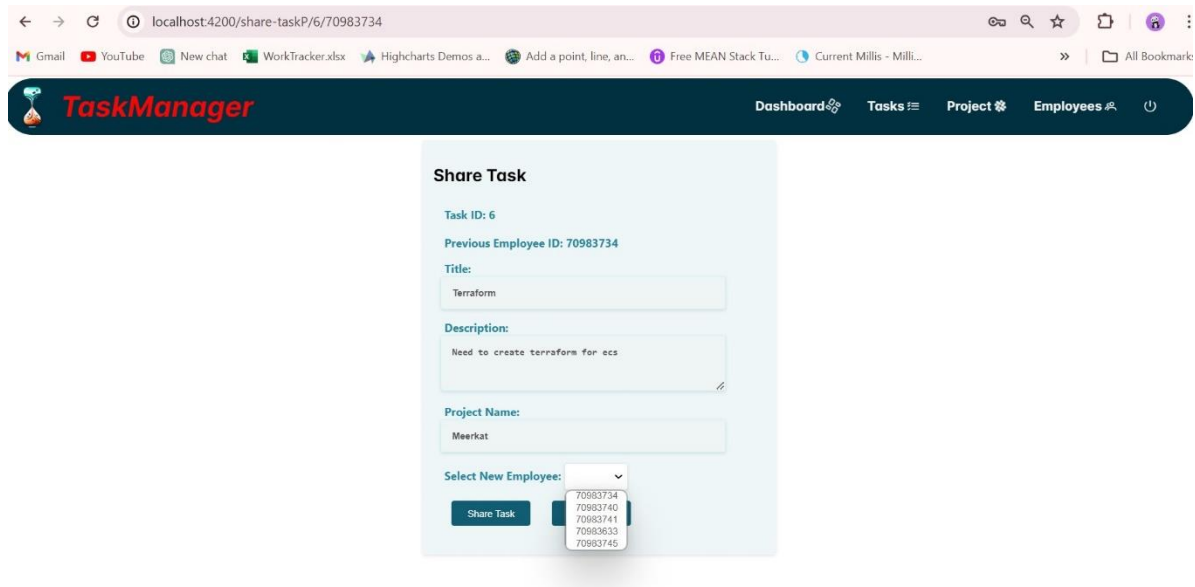 localhost:4200/share-taskP/6/70983734
Gmail YouTube New chat WorkTracker.xlsx Highcharts Demos a... Add a point, line, an... Free MEAN Stack Tu... Current Millis - Milli... » All Bookmarks
TaskManager Dashboard Tasks Project Employees
Share Task
Task ID: 6
Previous Employee ID: 70983734
Title:
Terraform
Description:
Need to create terraform for ecs
Project Name:
Meerkat
Select New Employee:
70983734
70983740
70983741
70983633
70983745
Share Task